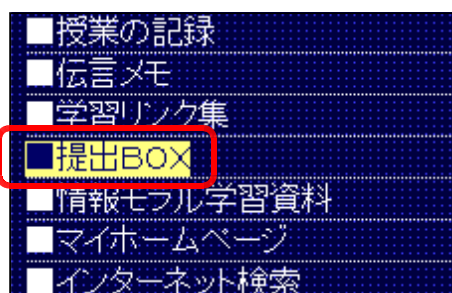 ■授業の記録
■伝言メモ
■学習リンク集
■提出BOX
■情報モラル学習資料
■マイホームページ
■インターネット検索